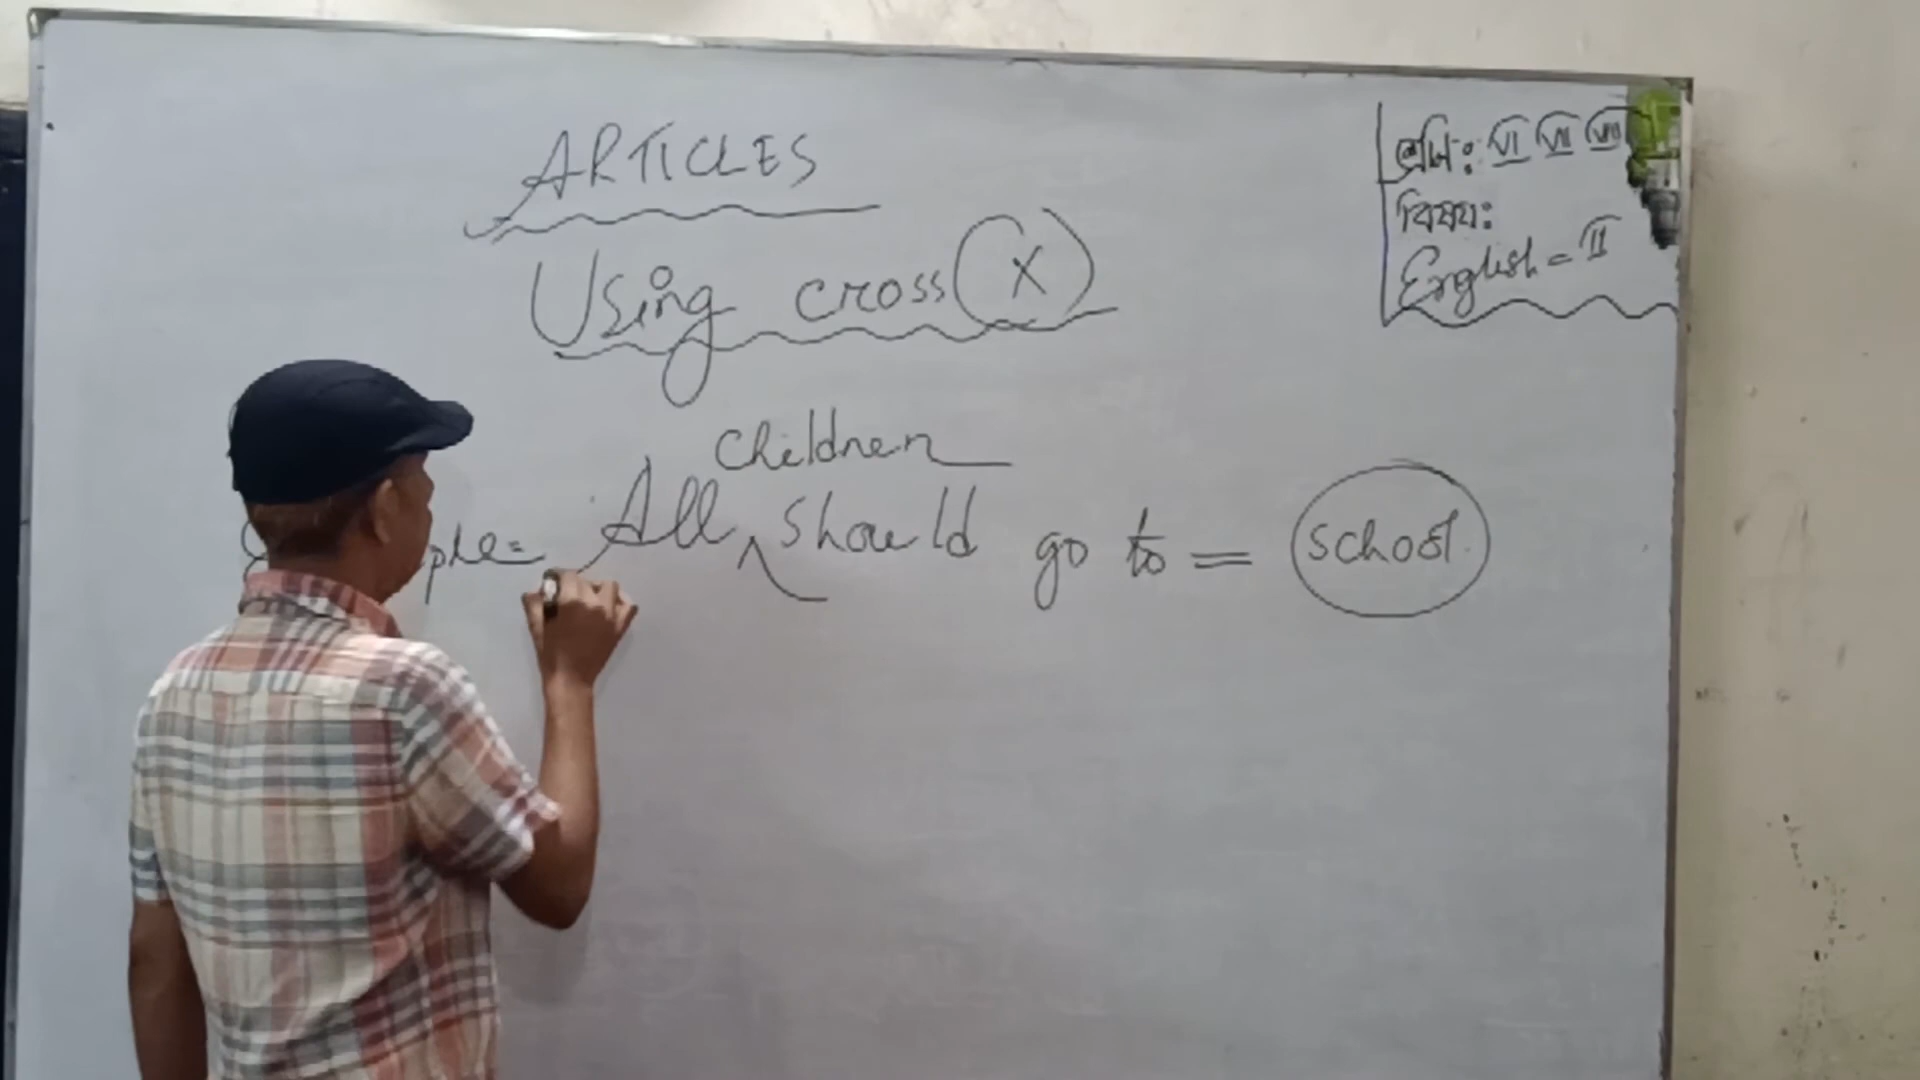 ARTICLES
Using cross (X)
children
ple= All ^ should go to = school
শ্রেণি: VI VII VIII
বিষয়:
English = II